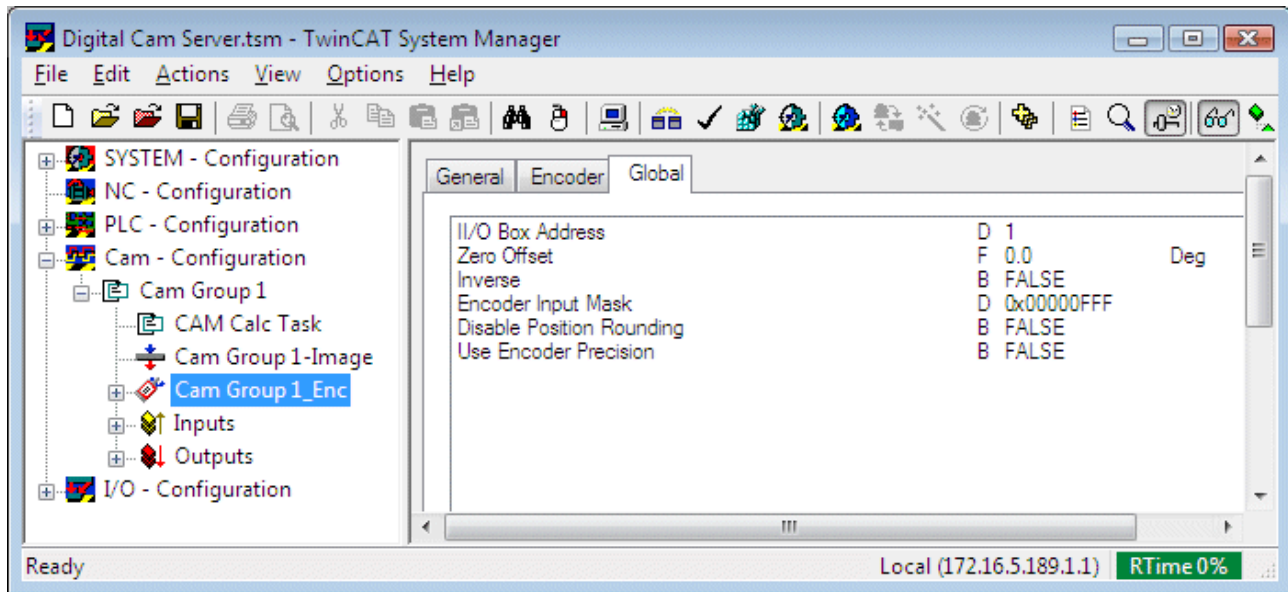 Digital Cam Server.tsm - TwinCAT System Manager
File Edit Actions View Options Help
SYSTEM - Configuration
NC - Configuration
PLC - Configuration
Cam - Configuration
Cam Group 1
CAM Calc Task
Cam Group 1-Image
Cam Group 1_Enc
Inputs
Outputs
I/O - Configuration
General Encoder Global
II/O Box Address D 1
Zero Offset F 0.0 Deg
Inverse B FALSE
Encoder Input Mask D 0x00000FFF
Disable Position Rounding B FALSE
Use Encoder Precision B FALSE
Ready Local (172.16.5.189.1.1) RTime 0%